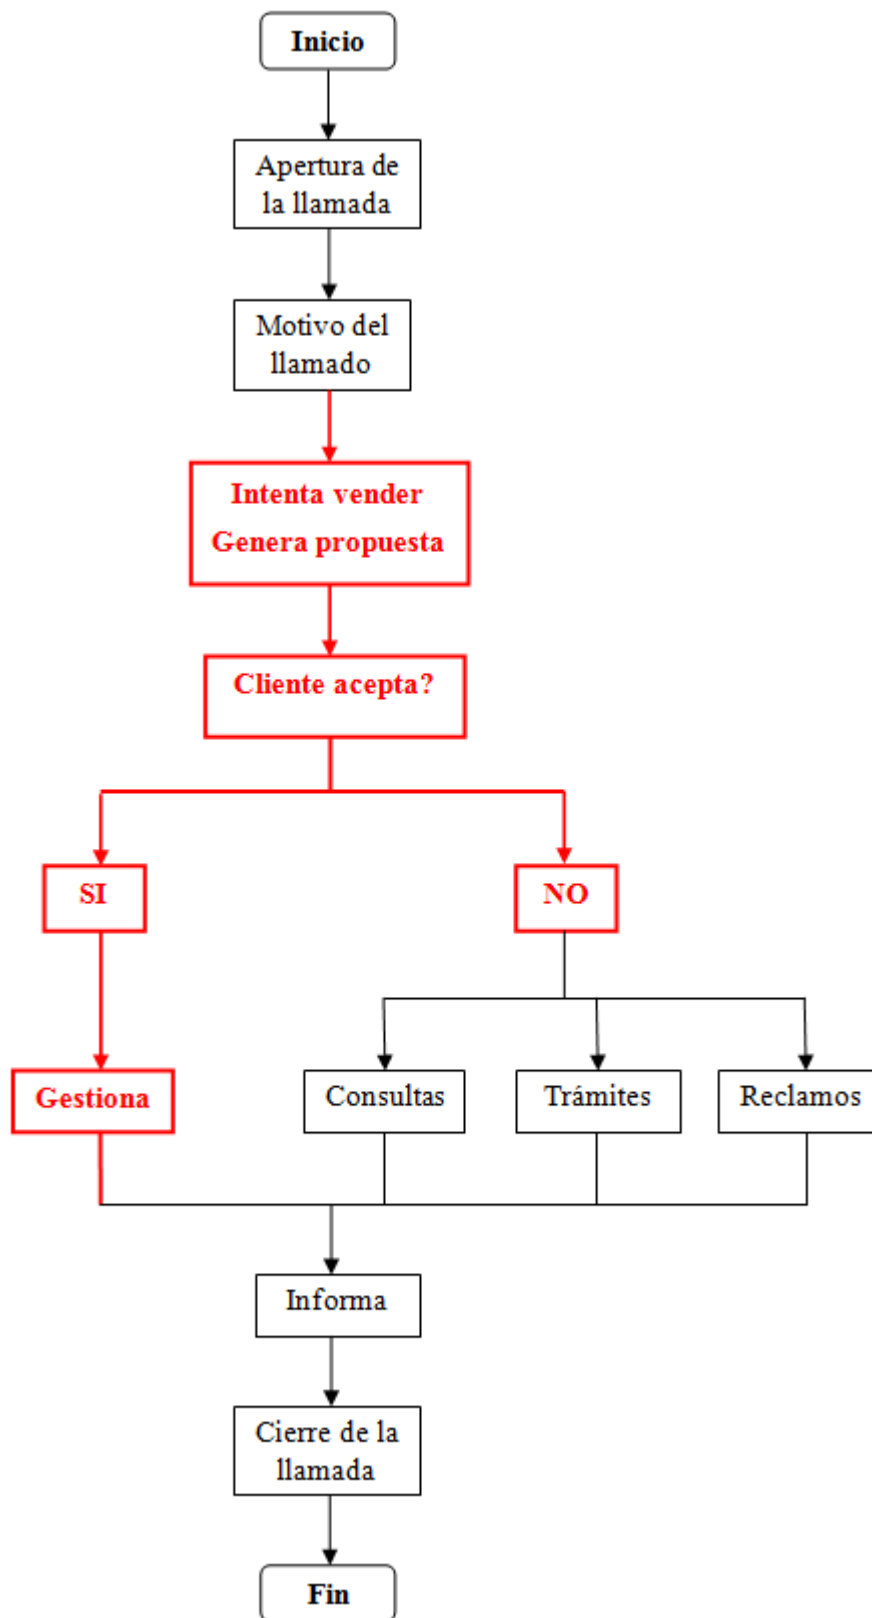 Inicio
Apertura de
la llamada
Motivo del
llamado
Intenta vender
Genera propuesta
Cliente acepta?
SI
NO
Gestiona
Consultas
Trámites
Reclamos
Informa
Cierre de la
llamada
Fin